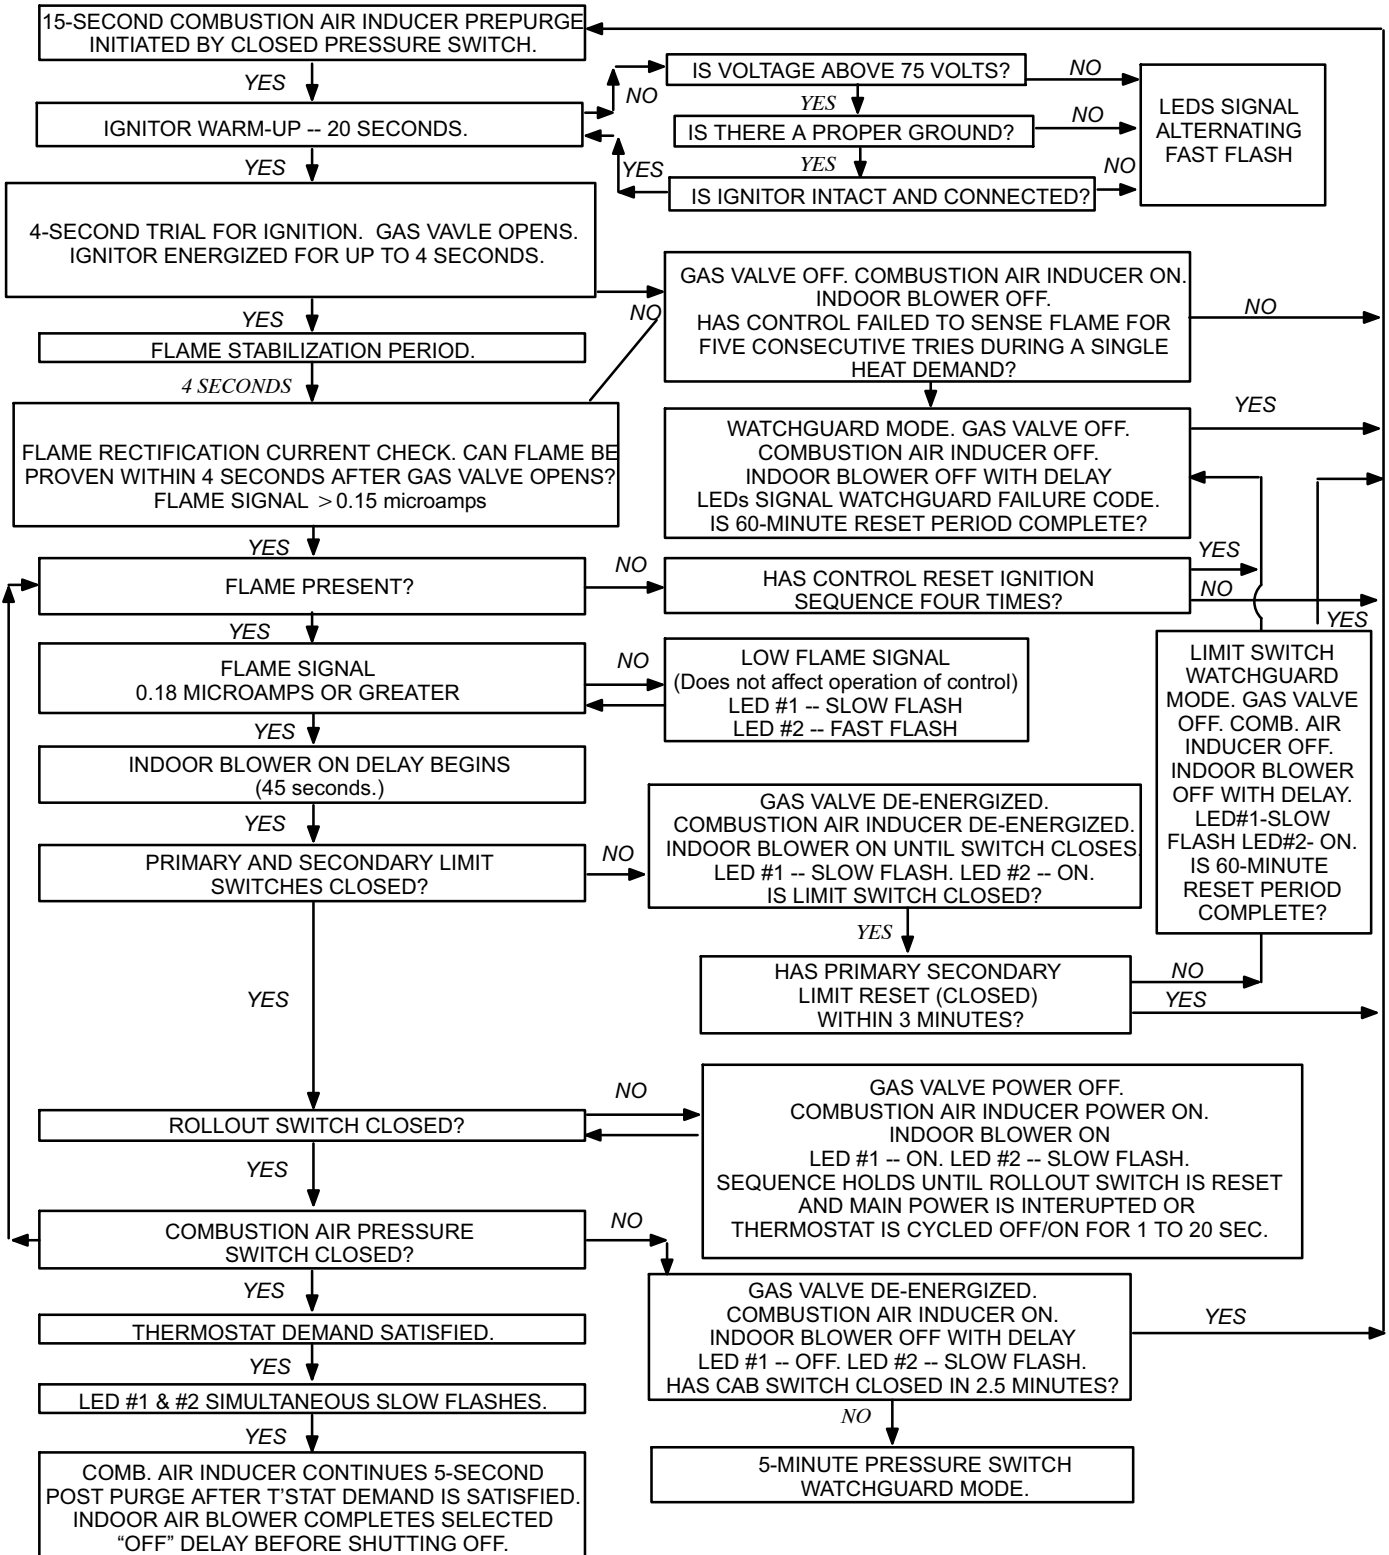 15-SECOND COMBUSTION AIR INDUCER PREPURGE
INITIATED BY CLOSED PRESSURE SWITCH.
YES
IGNITOR WARM-UP -- 20 SECONDS.
NO
IS VOLTAGE ABOVE 75 VOLTS?
NO
YES
IS THERE A PROPER GROUND?
NO
YES
IS IGNITOR INTACT AND CONNECTED?
NO
YES
LEDS SIGNAL
ALTERNATING
FAST FLASH
YES
4-SECOND TRIAL FOR IGNITION. GAS VAVLE OPENS.
IGNITOR ENERGIZED FOR UP TO 4 SECONDS.
YES
FLAME STABILIZATION PERIOD.
4 SECONDS
NO
GAS VALVE OFF. COMBUSTION AIR INDUCER ON.
INDOOR BLOWER OFF.
HAS CONTROL FAILED TO SENSE FLAME FOR
FIVE CONSECUTIVE TRIES DURING A SINGLE
HEAT DEMAND?
NO
FLAME RECTIFICATION CURRENT CHECK. CAN FLAME BE
PROVEN WITHIN 4 SECONDS AFTER GAS VALVE OPENS?
FLAME SIGNAL > 0.15 microamps
WATCHGUARD MODE. GAS VALVE OFF.
COMBUSTION AIR INDUCER OFF.
INDOOR BLOWER OFF WITH DELAY
LEDs SIGNAL WATCHGUARD FAILURE CODE.
IS 60-MINUTE RESET PERIOD COMPLETE?
YES
YES
FLAME PRESENT?
NO
HAS CONTROL RESET IGNITION
SEQUENCE FOUR TIMES?
YES
NO
YES
FLAME SIGNAL
0.18 MICROAMPS OR GREATER
NO
LOW FLAME SIGNAL
(Does not affect operation of control)
LED #1 -- SLOW FLASH
LED #2 -- FAST FLASH
YES
LIMIT SWITCH
WATCHGUARD
MODE. GAS VALVE
OFF. COMB. AIR
INDUCER OFF.
INDOOR BLOWER
OFF WITH DELAY.
LED#1-SLOW
FLASH LED#2- ON.
IS 60-MINUTE
RESET PERIOD
COMPLETE?
YES
INDOOR BLOWER ON DELAY BEGINS
(45 seconds.)
YES
PRIMARY AND SECONDARY LIMIT
SWITCHES CLOSED?
NO
GAS VALVE DE-ENERGIZED.
COMBUSTION AIR INDUCER DE-ENERGIZED.
INDOOR BLOWER ON UNTIL SWITCH CLOSES.
LED #1 -- SLOW FLASH. LED #2 -- ON.
IS LIMIT SWITCH CLOSED?
YES
HAS PRIMARY SECONDARY
LIMIT RESET (CLOSED)
WITHIN 3 MINUTES?
NO
YES
YES
ROLLOUT SWITCH CLOSED?
NO
GAS VALVE POWER OFF.
COMBUSTION AIR INDUCER POWER ON.
INDOOR BLOWER ON
LED #1 -- ON. LED #2 -- SLOW FLASH.
SEQUENCE HOLDS UNTIL ROLLOUT SWITCH IS RESET
AND MAIN POWER IS INTERUPTED OR
THERMOSTAT IS CYCLED OFF/ON FOR 1 TO 20 SEC.
YES
COMBUSTION AIR PRESSURE
SWITCH CLOSED?
NO
GAS VALVE DE-ENERGIZED.
COMBUSTION AIR INDUCER ON.
INDOOR BLOWER OFF WITH DELAY
LED #1 -- OFF. LED #2 -- SLOW FLASH.
HAS CAB SWITCH CLOSED IN 2.5 MINUTES?
YES
NO
5-MINUTE PRESSURE SWITCH
WATCHGUARD MODE.
YES
THERMOSTAT DEMAND SATISFIED.
YES
LED #1 & #2 SIMULTANEOUS SLOW FLASHES.
YES
COMB. AIR INDUCER CONTINUES 5-SECOND
POST PURGE AFTER T'STAT DEMAND IS SATISFIED.
INDOOR AIR BLOWER COMPLETES SELECTED
“OFF” DELAY BEFORE SHUTTING OFF.